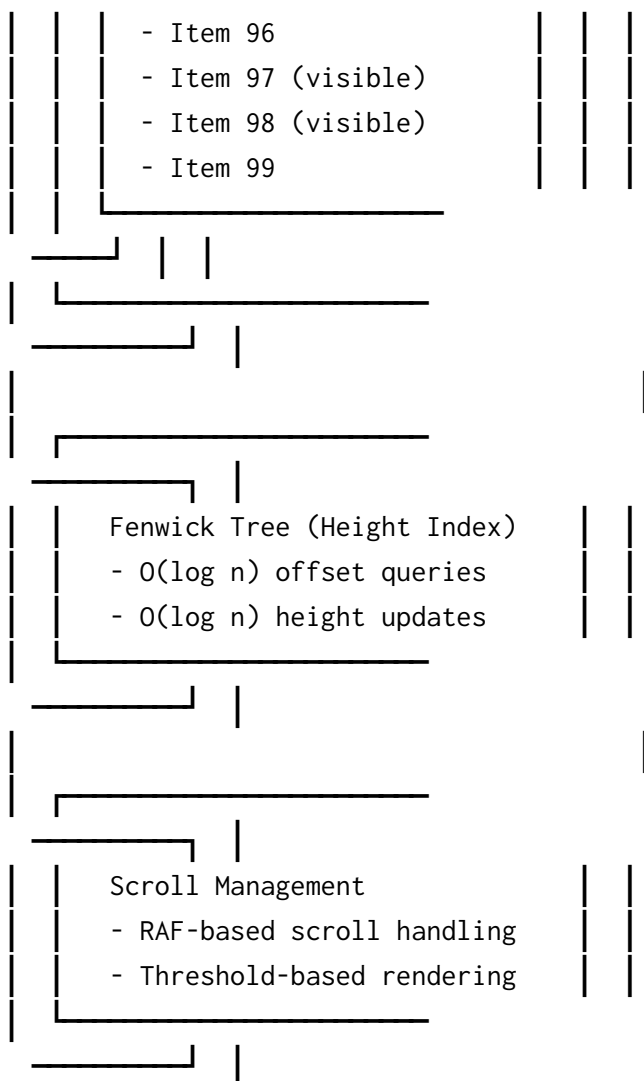 - Item 96
- Item 97 (visible)
- Item 98 (visible)
- Item 99
Fenwick Tree (Height Index)
- O(log n) offset queries
- O(log n) height updates
Scroll Management
- RAF-based scroll handling
- Threshold-based rendering